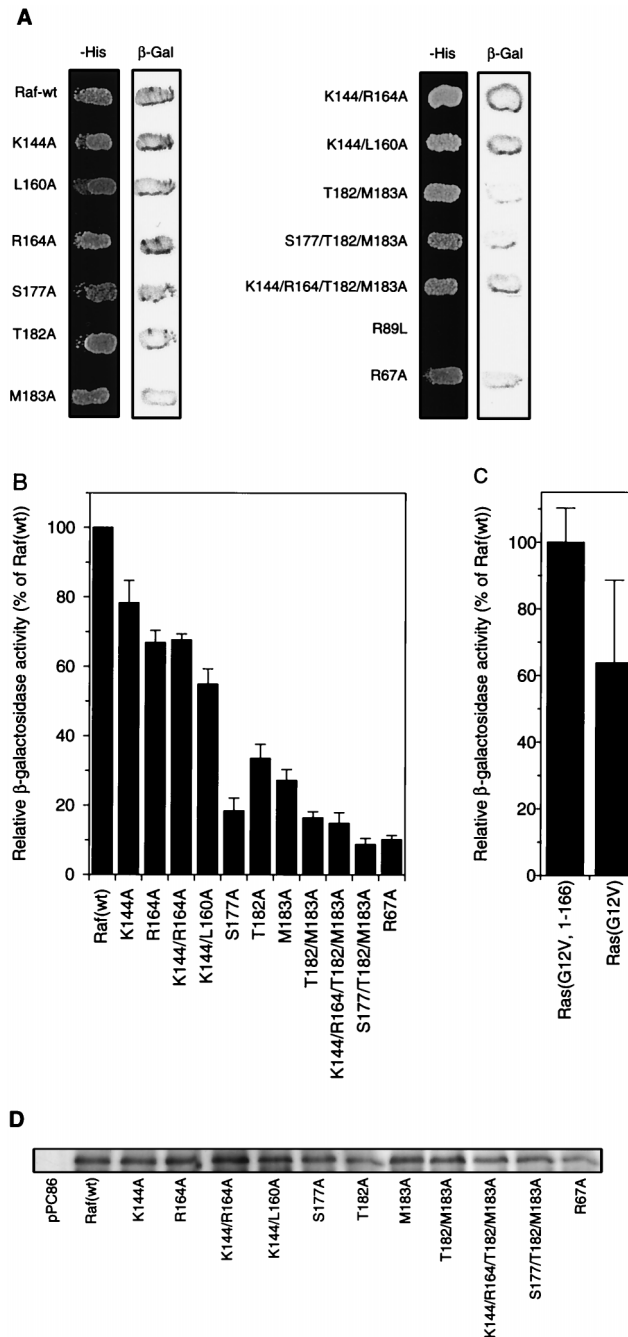 A
-His
β-Gal
Raf-wt
K144A
L160A
R164A
S177A
T182A
M183A
-His
β-Gal
K144/R164A
K144/L160A
T182/M183A
S177/T182/M183A
K144/R164/T182/M183A
R89L
R67A
B
Relative β-galactosidase activity (% of Raf(wt))
100
80
60
40
20
0
Raf(wt)
K144A
R164A
K144/R164A
K144/L160A
S177A
T182A
M183A
T182/M183A
K144/R164/T182/M183A
S177/T182/M183A
R67A
C
Relative β-galactosidase activity (% of Raf(wt))
100
80
60
40
20
0
Ras(G12V, 1-166)
Ras(G12V)
D
pPC86
Raf(wt)
K144A
R164A
K144/R164A
K144/L160A
S177A
T182A
M183A
T182/M183A
K144/R164/T182/M183A
S177/T182/M183A
R67A